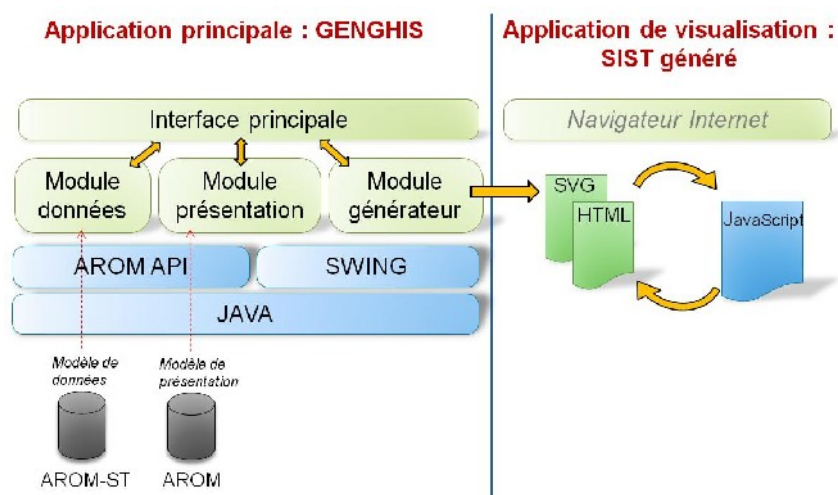 Application principale : GENGHIS
Application de visualisation :
SIST généré
Interface principale
Navigateur Internet
Module
données
Module
présentation
Module
générateur
SVG
HTML
JavaScript
AROM API
SWING
JAVA
Modèle de
données
Modèle de
présentation
AROM-ST
AROM